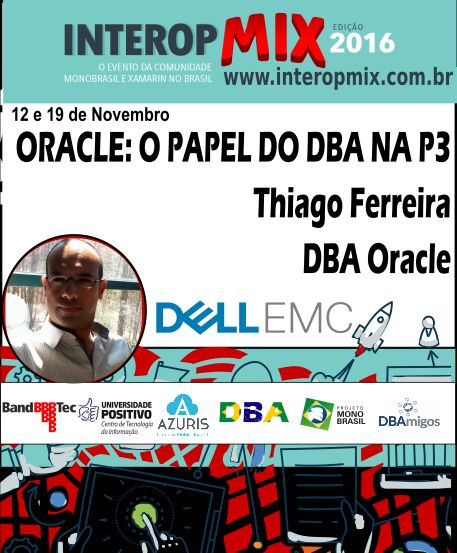 INTEROP MIX EDIÇÃO 2016
O EVENTO DA COMUNIDADE
MONOBRASIL E XAMARIN NO BRASIL
www.interopmix.com.br
12 e 19 de Novembro
ORACLE: O PAPEL DO DBA NA P3
Thiago Ferreira
DBA Oracle
DELL EMC
BandTec
UNIVERSIDADE
POSITIVO
Centro de Tecnologia
da Informação
AZURIS
DBA
PROJETO
MONO
BRASIL
DBAmigos